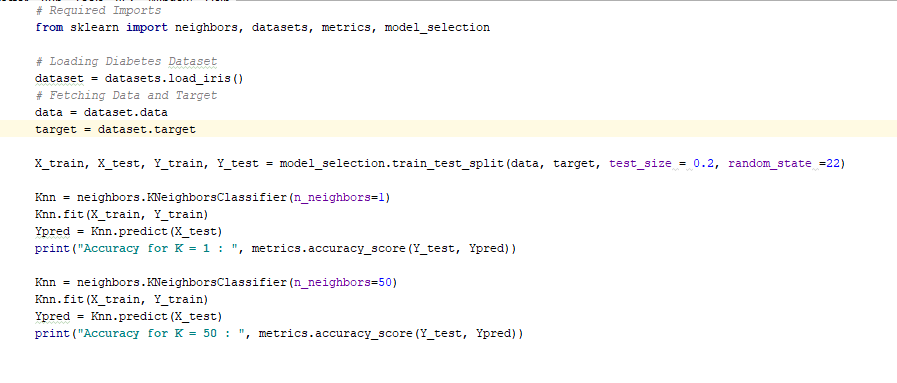 # Required Imports
from sklearn import neighbors, datasets, metrics, model_selection
# Loading Diabetes Dataset
dataset = datasets.load_iris()
# Fetching Data and Target
data = dataset.data
target = dataset.target
X_train, X_test, Y_train, Y_test = model_selection.train_test_split(data, target, test_size = 0.2, random_state =22)
Knn = neighbors.KNeighborsClassifier(n_neighbors=1)
Knn.fit(X_train, Y_train)
Ypred = Knn.predict(X_test)
print("Accuracy for K = 1 : ", metrics.accuracy_score(Y_test, Ypred))
Knn = neighbors.KNeighborsClassifier(n_neighbors=50)
Knn.fit(X_train, Y_train)
Ypred = Knn.predict(X_test)
print("Accuracy for K = 50 : ", metrics.accuracy_score(Y_test, Ypred))